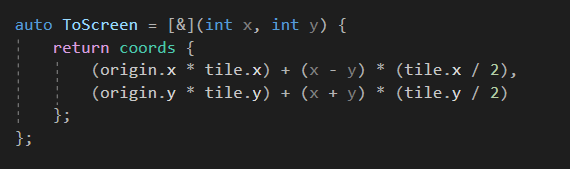 auto ToScreen = [&](int x, int y) {
    return coords {
        (origin.x * tile.x) + (x - y) * (tile.x / 2),
        (origin.y * tile.y) + (x + y) * (tile.y / 2)
    };
};